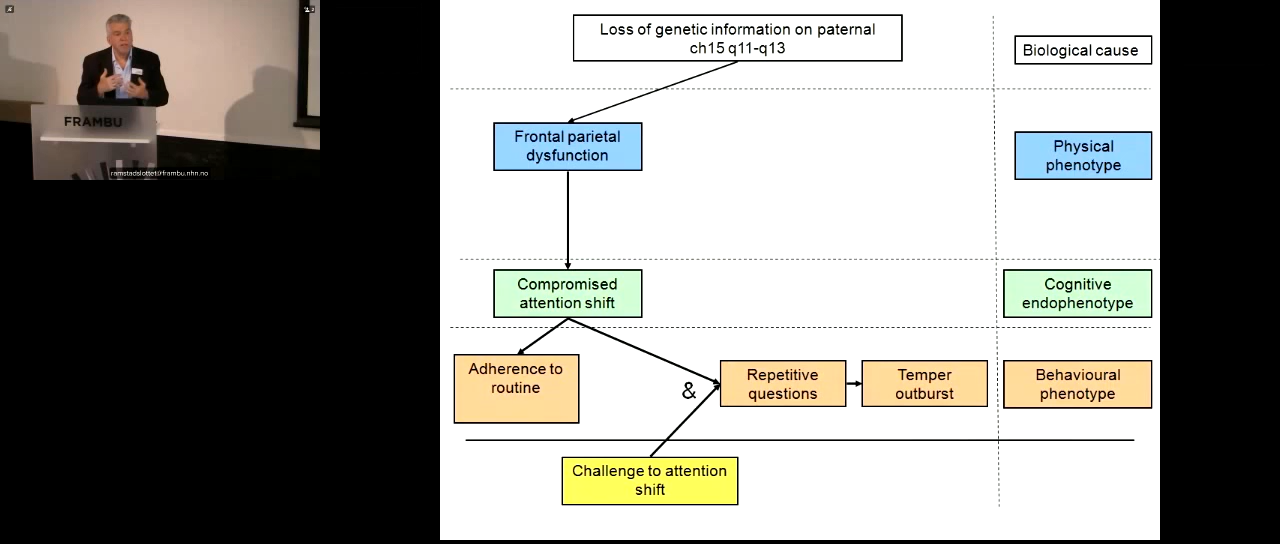 FRAMBU
ramstadslottet@frambu.nhn.no
Loss of genetic information on paternal
ch15 q11-q13
Biological cause
Frontal parietal
dysfunction
Physical
phenotype
Compromised
attention shift
Cognitive
endophenotype
Adherence to
routine
&
Repetitive
questions
Temper
outburst
Behavioural
phenotype
Challenge to attention
shift